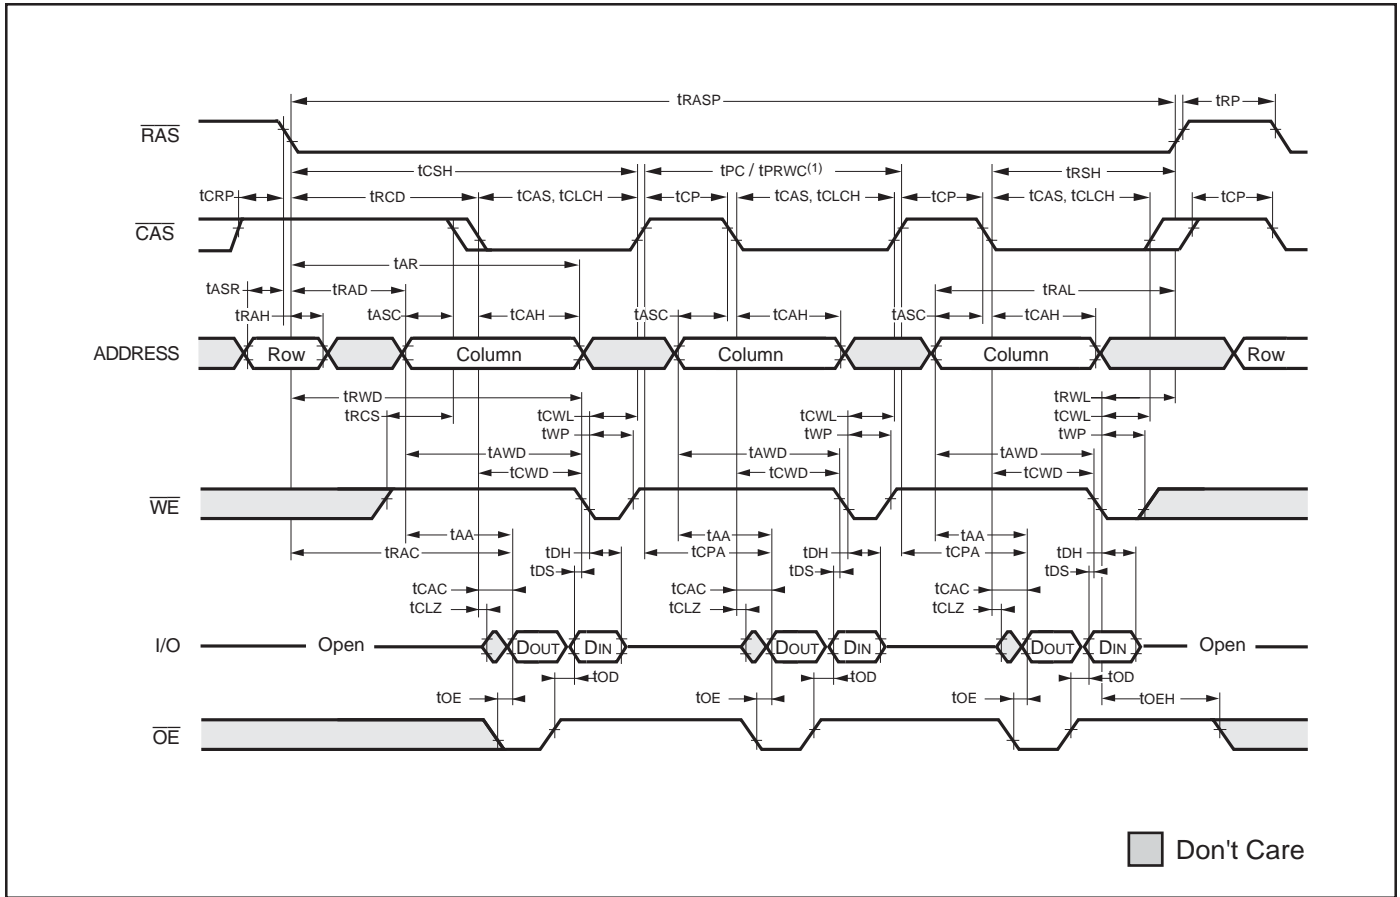 tRASP tRP
RAS
tCSH tPC / tPRWC(1) tRSH
tCRP tRCD tCAS, tCLCH tCP tCAS, tCLCH tCP tCAS, tCLCH tCP
CAS
tAR
tASR tRAD tRAL
tRAH tASC tCAH tASC tCAH tASC tCAH
ADDRESS Row Column Column Column Row
tRWD tRWL
tRCS tCWL tCWL tCWL
tWP tWP tWP
tAWD tAWD tAWD
tCWD tCWD tCWD
WE
tAA tAA tAA
tRAC tDH tCPA tDH tCPA tDH
tDS tDS tDS
tCAC tCAC tCAC
tCLZ tCLZ tCLZ
I/O Open DOUT DIN DOUT DIN DOUT DIN Open
tOD tOD tOD
tOE tOE tOE tOEH
OE
Don't Care